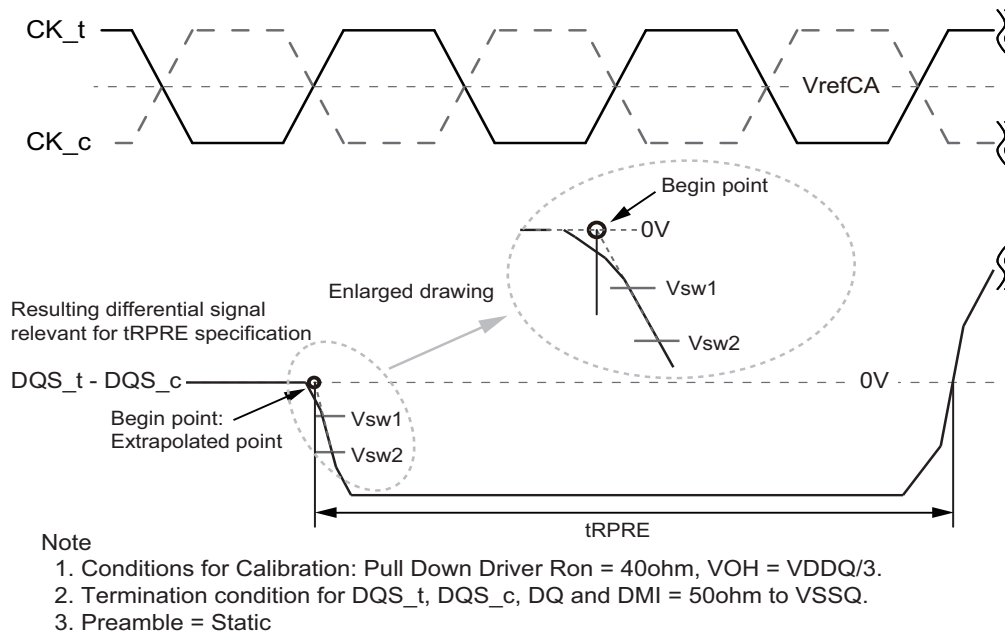 CK_t
VrefCA
CK_c
Begin point
0V
Enlarged drawing
Vsw1
Vsw2
Resulting differential signal
relevant for tRPRE specification
DQS_t - DQS_c
0V
Begin point:
Extrapolated point
Vsw1
Vsw2
tRPRE
Note
1. Conditions for Calibration: Pull Down Driver Ron = 40ohm, VOH = VDDQ/3.
2. Termination condition for DQS_t, DQS_c, DQ and DMI = 50ohm to VSSQ.
3. Preamble = Static